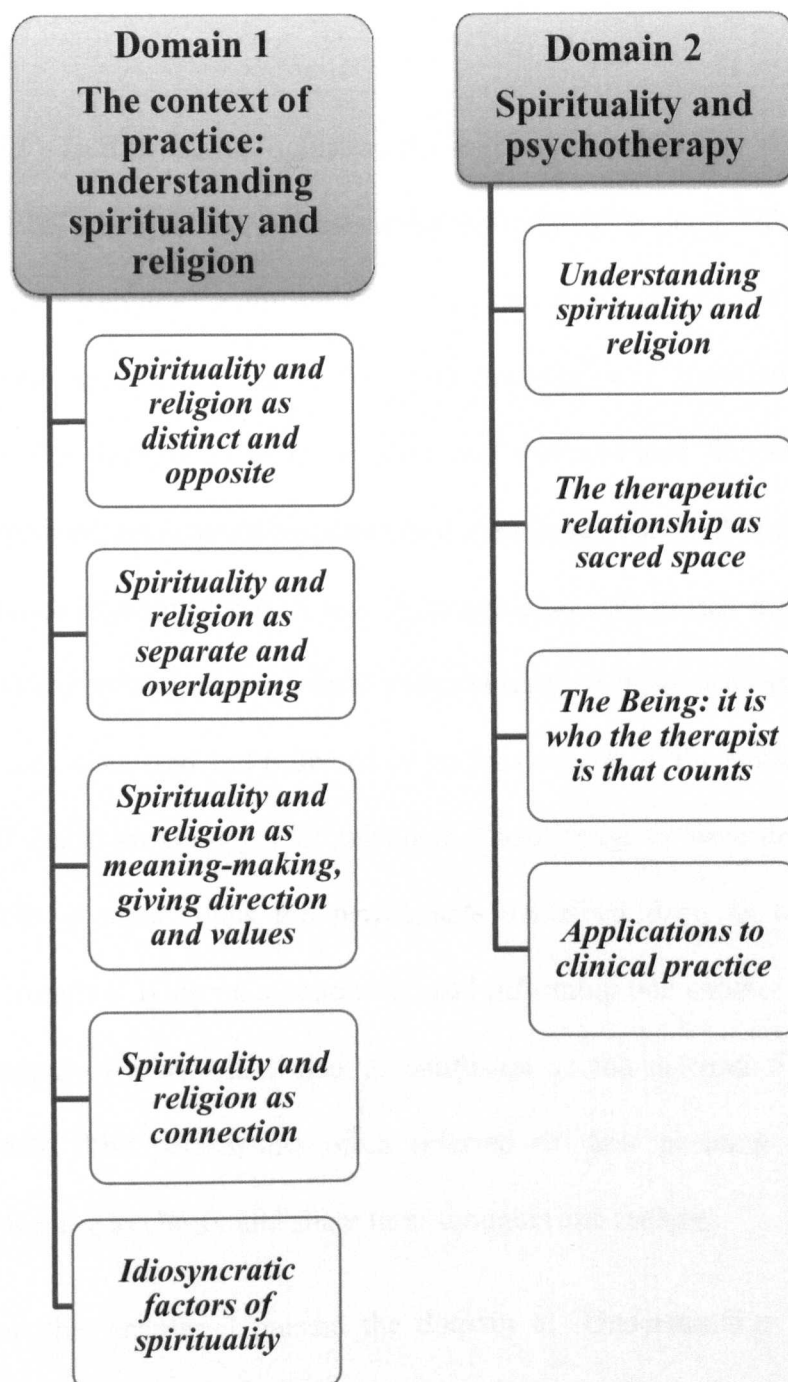 Domain 1
The context of
practice:
understanding
spirituality and
religion
Spirituality and
religion as
distinct and
opposite
Spirituality and
religion as
separate and
overlapping
Spirituality and
religion as
meaning-making,
giving direction
and values
Spirituality and
religion as
connection
Idiosyncratic
factors of
spirituality
Domain 2
Spirituality and
psychotherapy
Understanding
spirituality and
religion
The therapeutic
relationship as
sacred space
The Being: it is
who the therapist
is that counts
Applications to
clinical practice